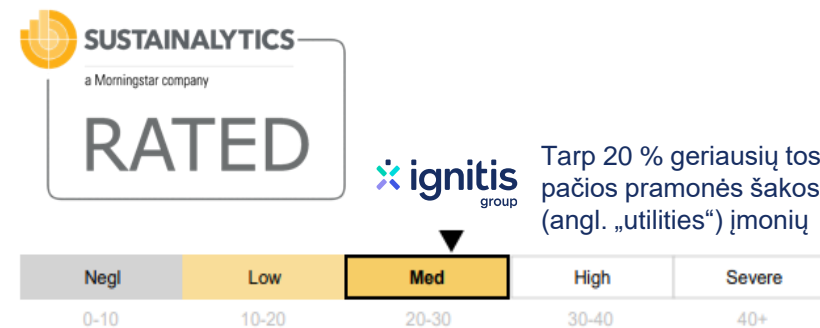 SUSTAINALYTICS
a Morningstar company
RATED
ignitis
group
Tarp 20 % geriausių tos
pačios pramonės šakos
(angl. „utilities“) įmonių
Negl Low Med High Severe
0-10 10-20 20-30 30-40 40+